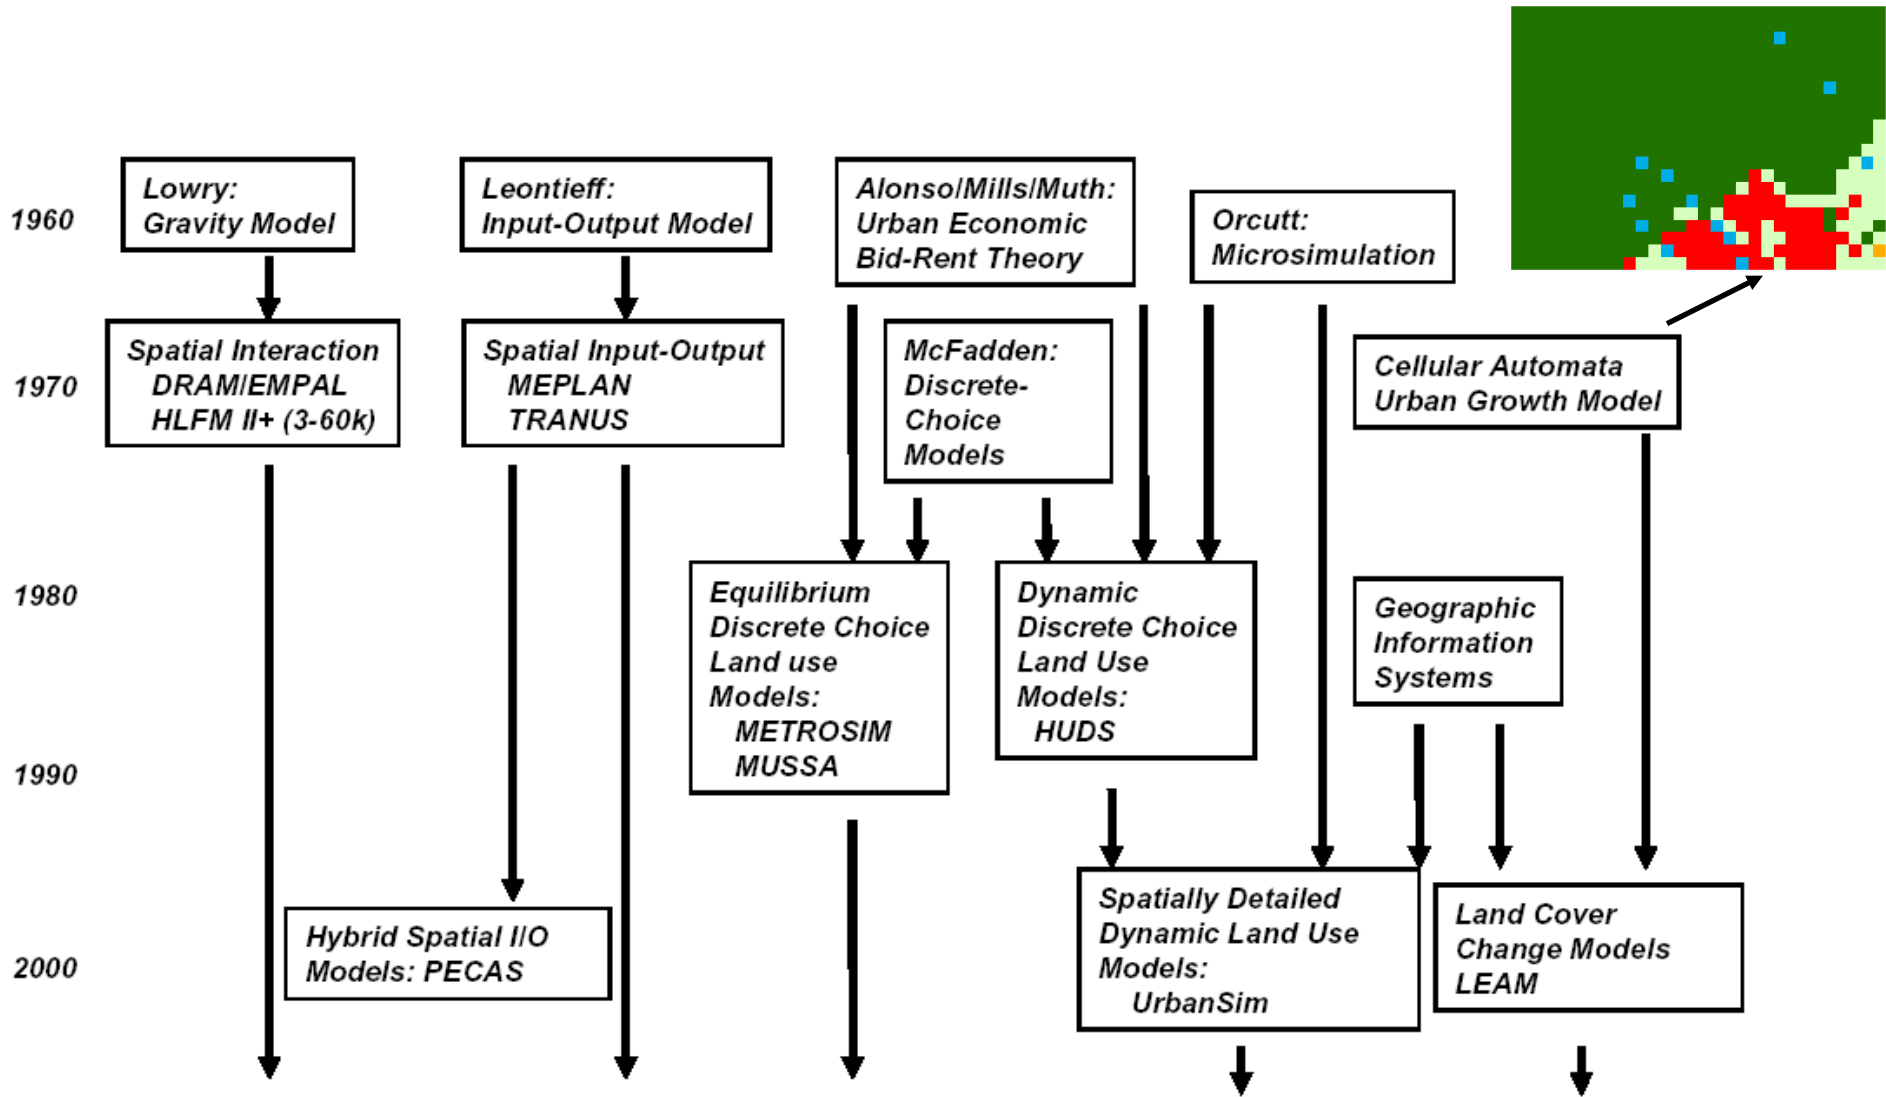 Lowry:
Gravity Model
Leontieff:
Input-Output Model
Alonso/Mills/Muth:
Urban Economic
Bid-Rent Theory
Orcutt:
Microsimulation
1960
Spatial Interaction
DRAM/EMPAL
HLFM II+ (3-60k)
Spatial Input-Output
MEPLAN
TRANUS
McFadden:
Discrete-
Choice
Models
Cellular Automata
Urban Growth Model
1970
Equilibrium
Discrete Choice
Land use
Models:
METROSIM
MUSSA
Dynamic
Discrete Choice
Land Use
Models:
HUDS
Geographic
Information
Systems
1980
1990
Hybrid Spatial I/O
Models: PECAS
Spatially Detailed
Dynamic Land Use
Models:
UrbanSim
Land Cover
Change Models
LEAM
2000